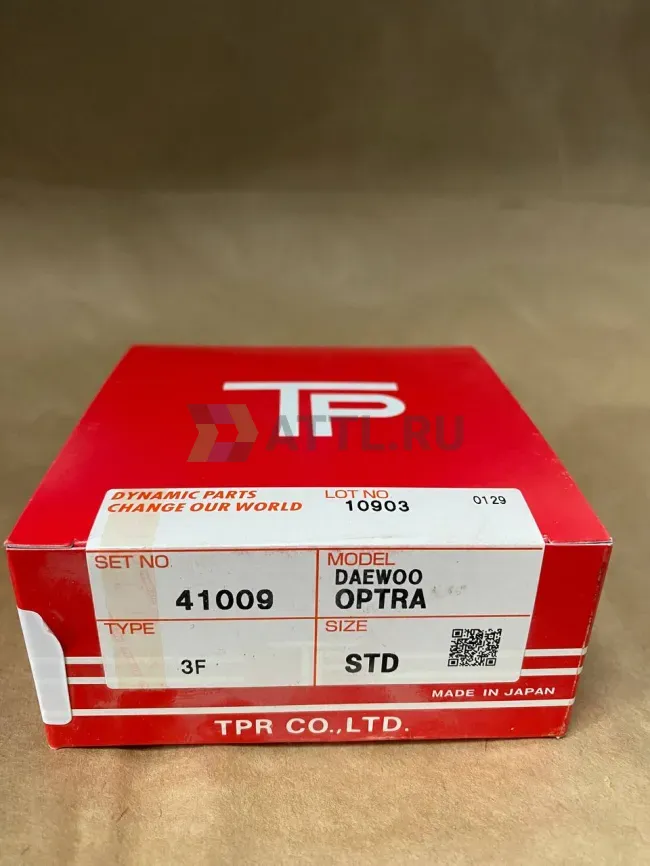 TP
ATTL.RU
DYNAMIC PARTS
CHANGE OUR WORLD
LOT NO
10903
0129
SET NO.
41009
MODEL
DAEWOO
OPTRA
TYPE
3F
SIZE
STD
MADE IN JAPAN
TPR CO.,LTD.